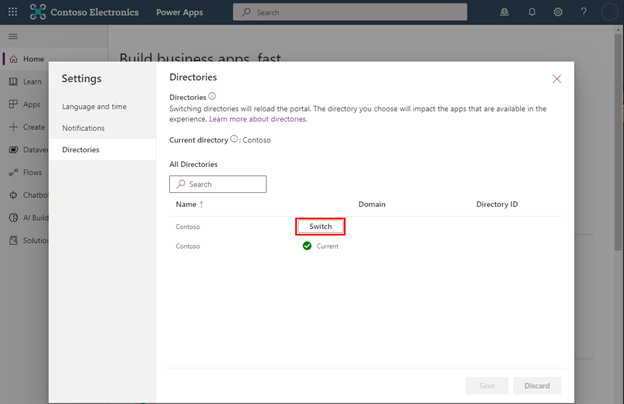 Contoso Electronics Power Apps Search ?
Home
Build business apps, fast
Learn
Apps
Create
Dataver
Flows
Chatbo
AI Build
Solution
Settings
Language and time
Notifications
Directories
Directories
Directories
Switching directories will reload the portal. The directory you choose will impact the apps that are available in the
experience. Learn more about directories.
Current directory : Contoso
All Directories
Search
Name ↑ Domain Directory ID
Contoso Switch
Contoso Current
Save Discard